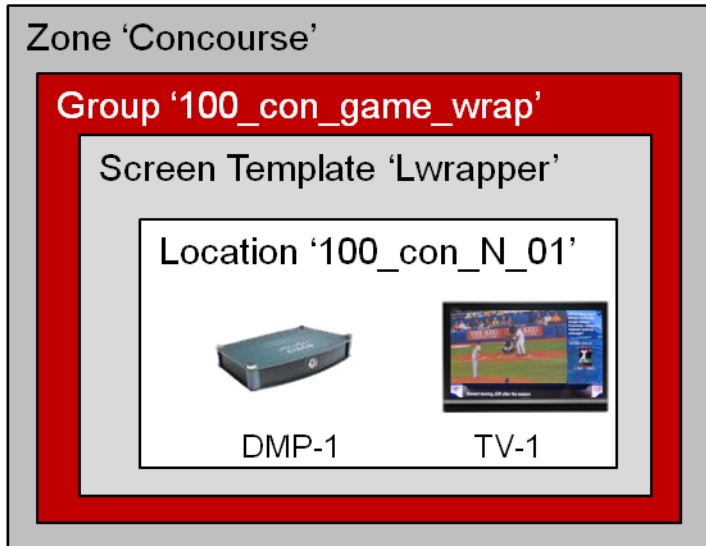 Zone ‘Concourse’
Group ‘100_con_game_wrap’
Screen Template ‘Lwrapper’
Location ‘100_con_N_01’
DMP-1
TV-1